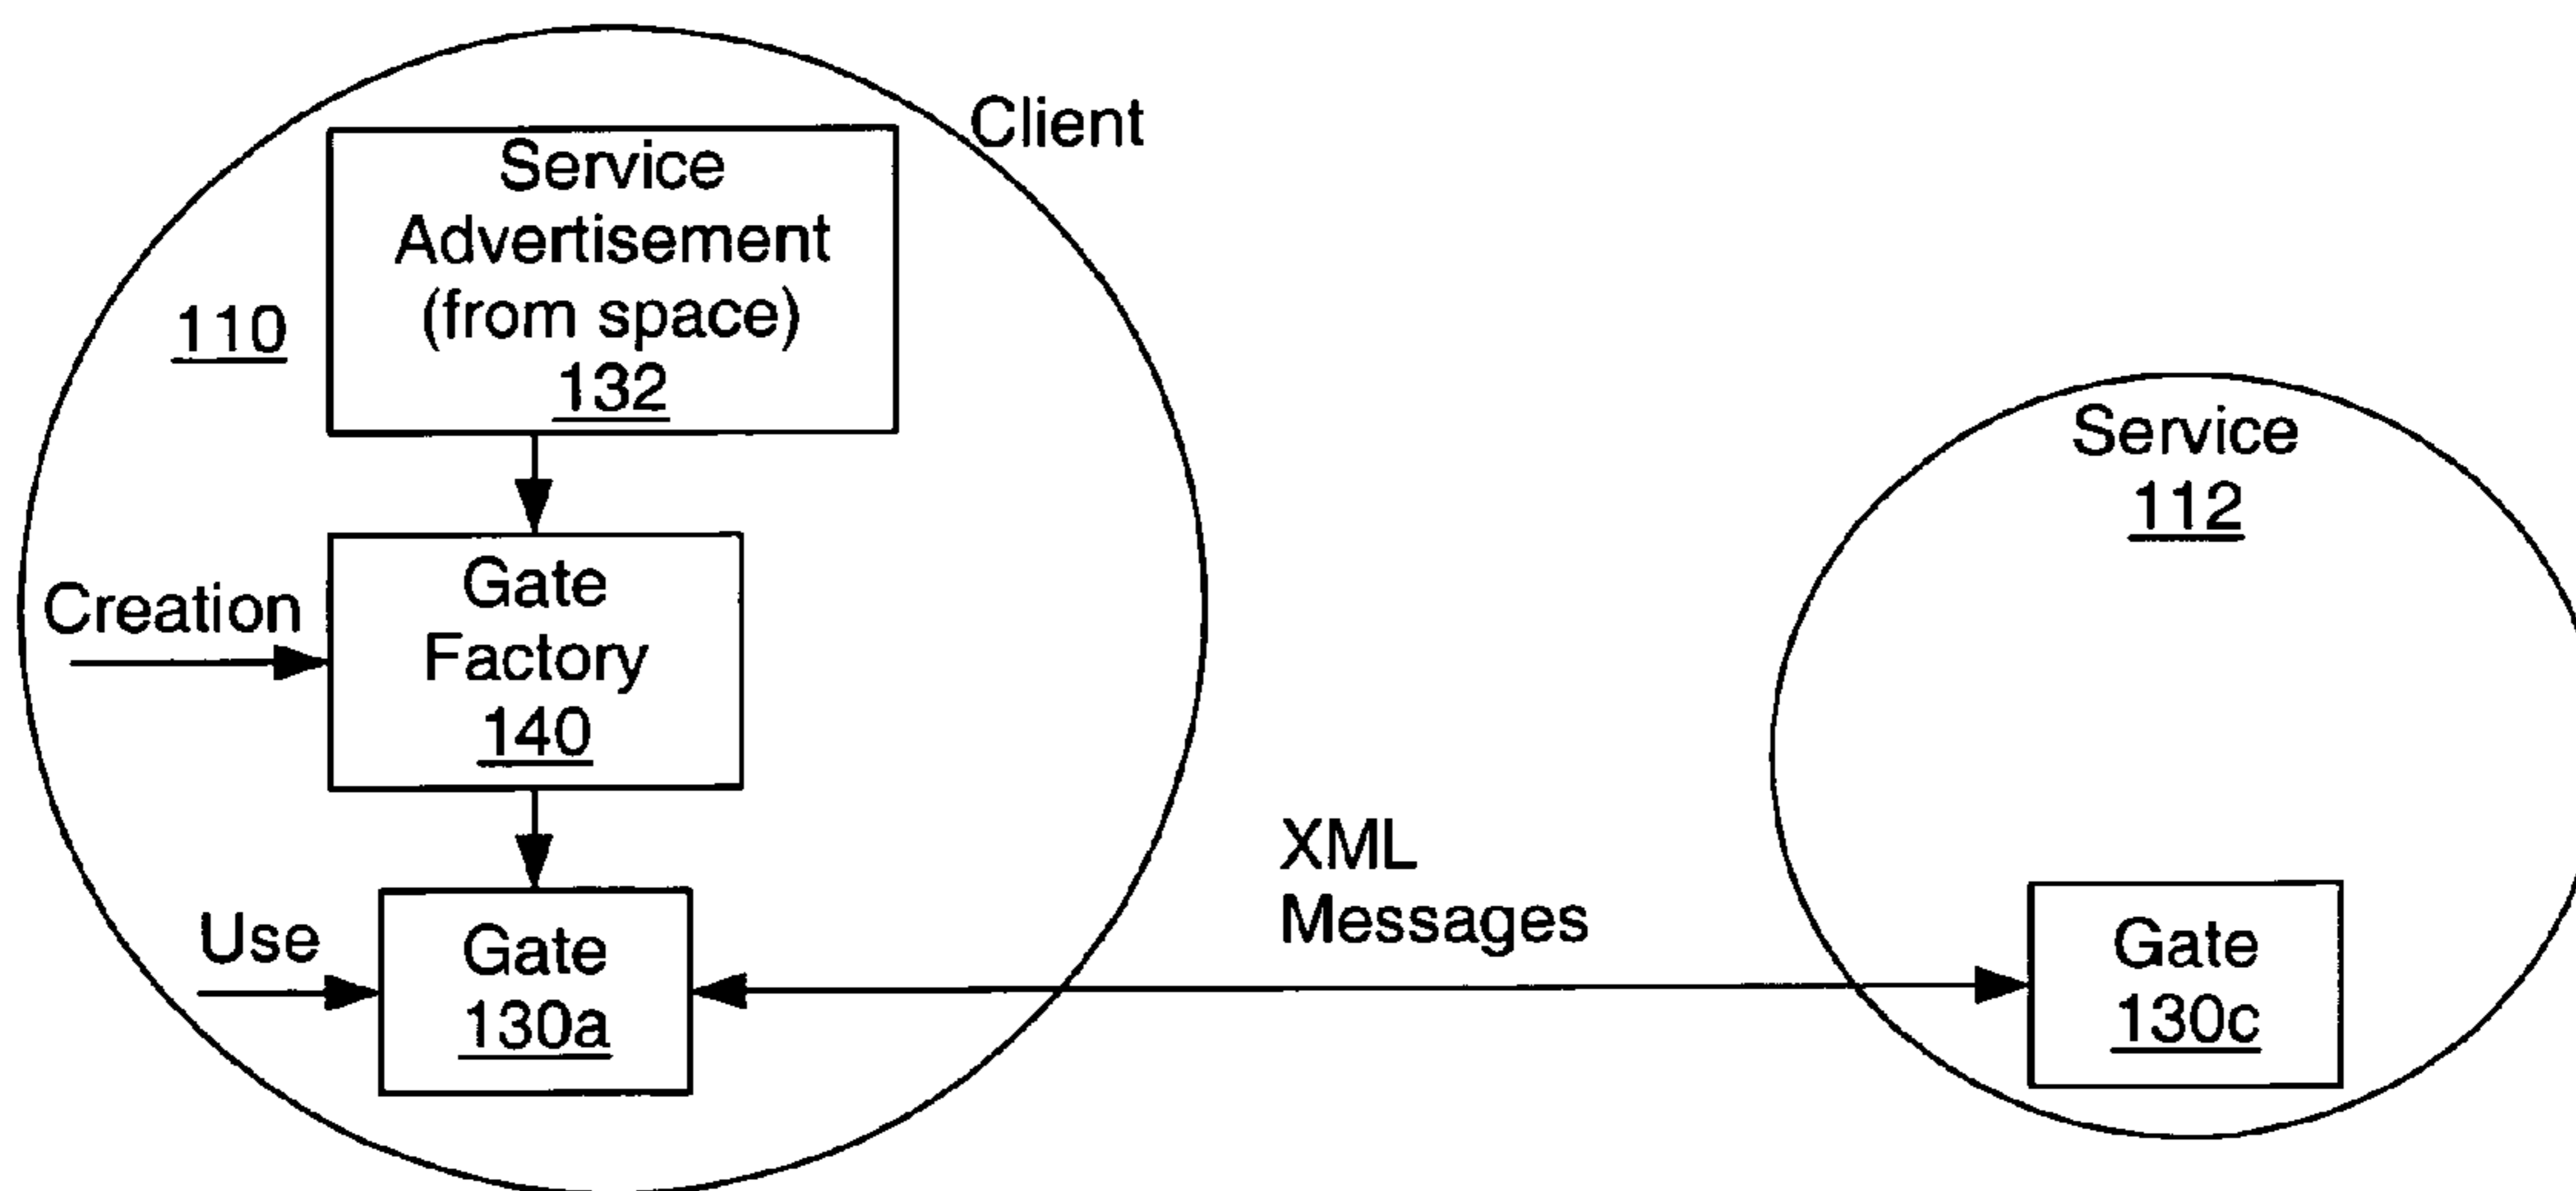 Client
Service
Advertisement
(from space)
132
110
Creation
Gate
Factory
140
Use
Gate
130a
XML
Messages
Service
112
Gate
130c